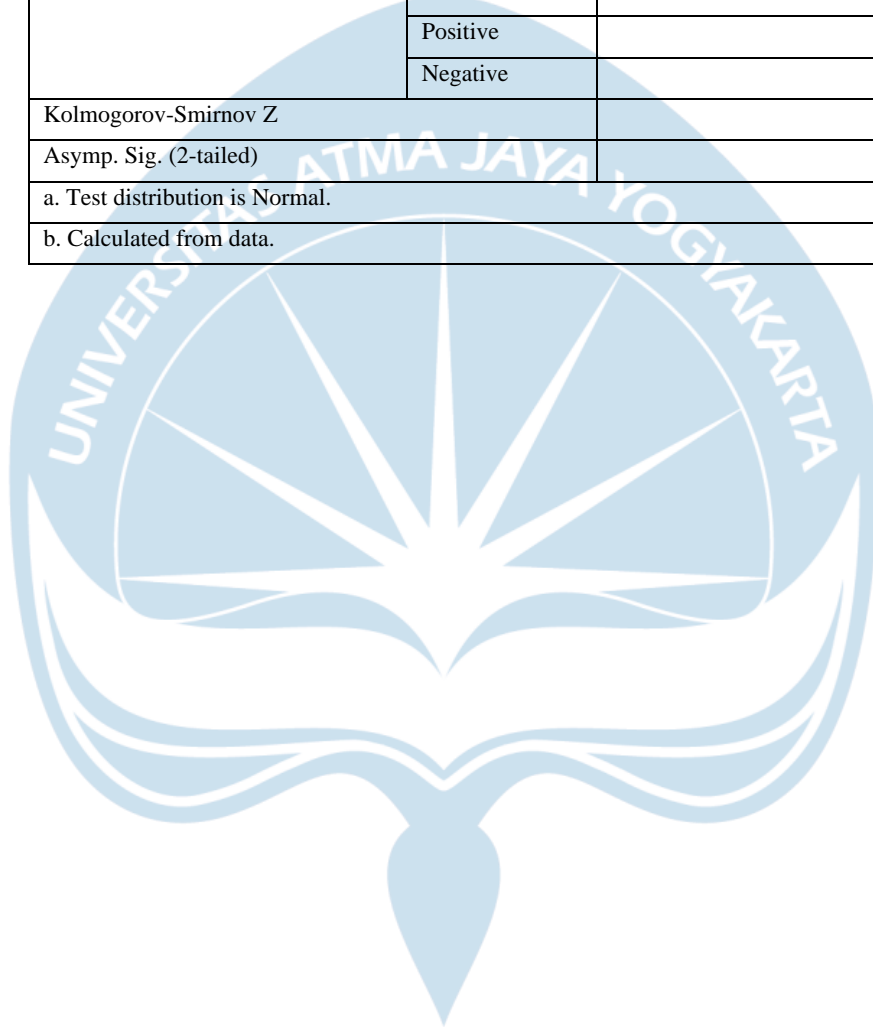 Positive
Negative
Kolmogorov-Smirnov Z
Asymp. Sig. (2-tailed)
a. Test distribution is Normal.
b. Calculated from data.
UNIVERSITAS ATMA JAYA YOGYAKARTA